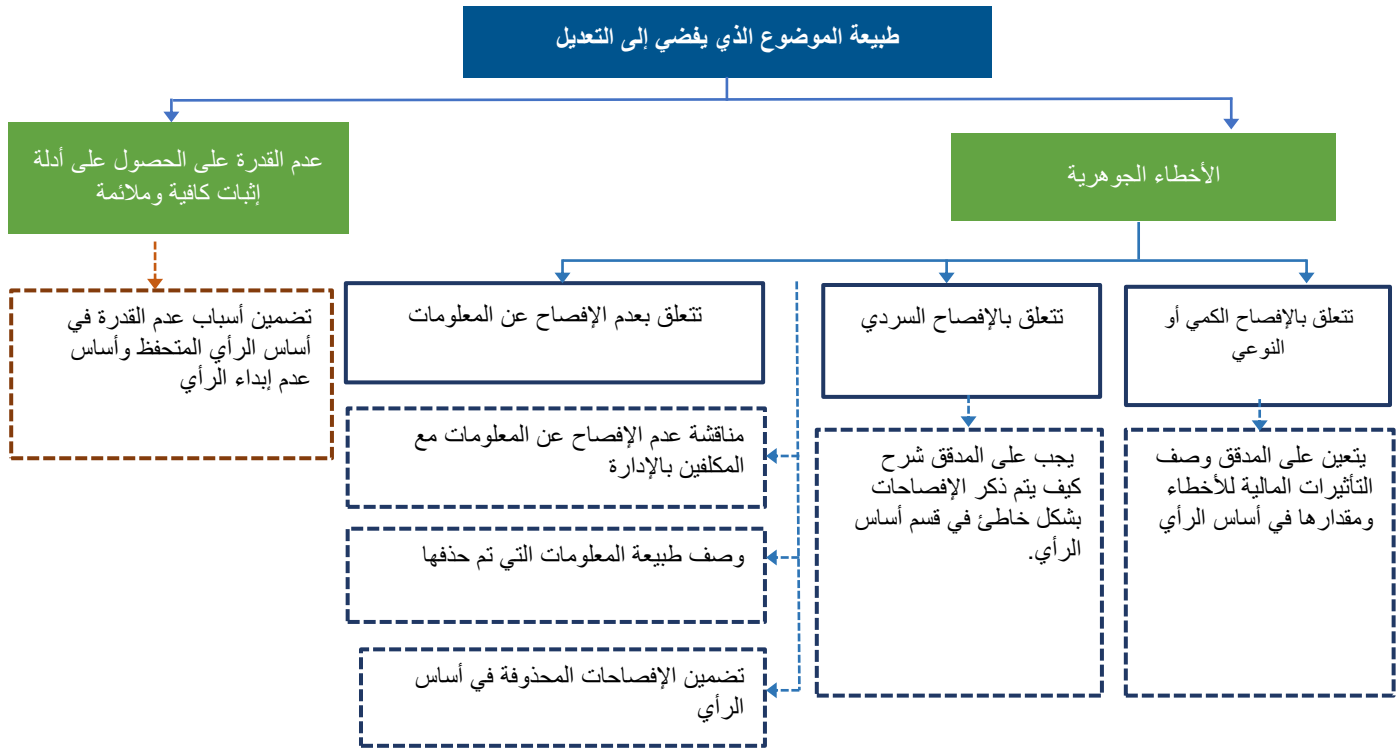 طبيعة الموضوع الذي يفضي إلى التعديل
الأخطاء الجوهرية
عدم القدرة على الحصول على أدلة
إثبات كافية وملائمة
تتعلق بالإفصاح الكمي أو
النوعي
تتعلق بالإفصاح السردي
تتعلق بعدم الإفصاح عن المعلومات
تضمين أسباب عدم القدرة في
أساس الرأي المتحفظ وأساس
عدم إبداء الرأي
يتعين على المدقق وصف
التأثيرات المالية للأخطاء
ومقدارها في أساس الرأي
يجب على المدقق شرح
كيف يتم ذكر الإفصاحات
بشكل خاطئ في قسم أساس
الرأي.
مناقشة عدم الإفصاح عن المعلومات مع
المكلفين بالإدارة
وصف طبيعة المعلومات التي تم حذفها
تضمين الإفصاحات المحذوفة في أساس
الرأي